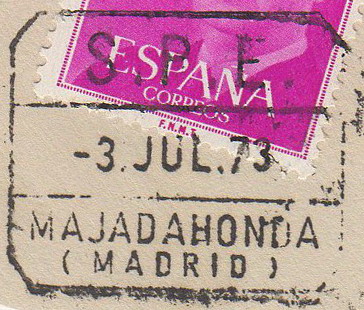 S.P.E.
ESPAÑA
CORREOS
F.N.M.T.
-3.JUL.73
MAJADAHONDA
(MADRID)